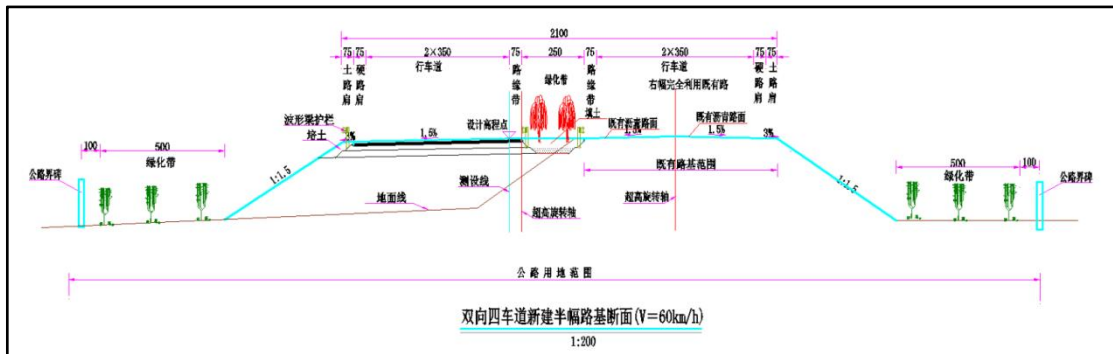 2100
75 75 2×350 75 250 75 2×350 75 75
土路肩
硬路肩
行车道
路缘带
绿化带
路缘带
行车道
硬路肩
土路肩
右幅完全利用既有路
填土
波形梁护栏
培土
1.5%
设计高程点
既有沥青路面
1.5%
既有沥青路面
1.5%
3%
100 500
绿化带
公路界碑
1:1.5
测设线
地面线
超高旋转轴
既有路基范围
超高旋转轴
1:1.5
500 100
绿化带
公路界碑
公路用地范围
双向四车道新建半幅路基断面(V=60km/h)
1:200